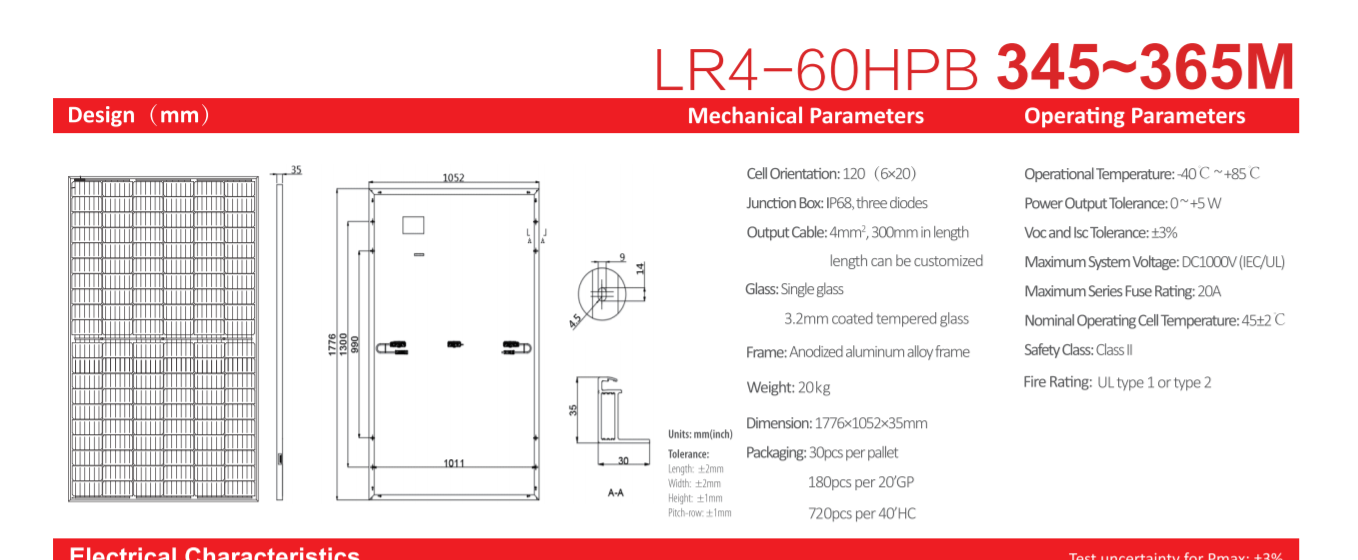 LR4-60HPB 345~365M
Design（mm）
Mechanical Parameters
Operating Parameters
35
1052
1776
1300
990
1011
L
J
A
A
9
14
4.5
35
30
A-A
Units: mm(inch)
Tolerance:
Length: ±2mm
Width: ±2mm
Height: ±1mm
Pitch-row: ±1mm
Cell Orientation: 120（6×20）
Junction Box: IP68, three diodes
Output Cable: 4mm², 300mm in length
length can be customized
Glass: Single glass
3.2mm coated tempered glass
Frame: Anodized aluminum alloy frame
Weight: 20kg
Dimension: 1776×1052×35mm
Packaging: 30pcs per pallet
180pcs per 20'GP
720pcs per 40'HC
Operational Temperature: -40℃ ~ +85℃
Power Output Tolerance: 0 ~ +5 W
Voc and Isc Tolerance: ±3%
Maximum System Voltage: DC1000V (IEC/UL)
Maximum Series Fuse Rating: 20A
Nominal Operating Cell Temperature: 45±2℃
Safety Class: Class II
Fire Rating: UL type 1 or type 2
Electrical Characteristics
Test uncertainty for Pmax: ±3%